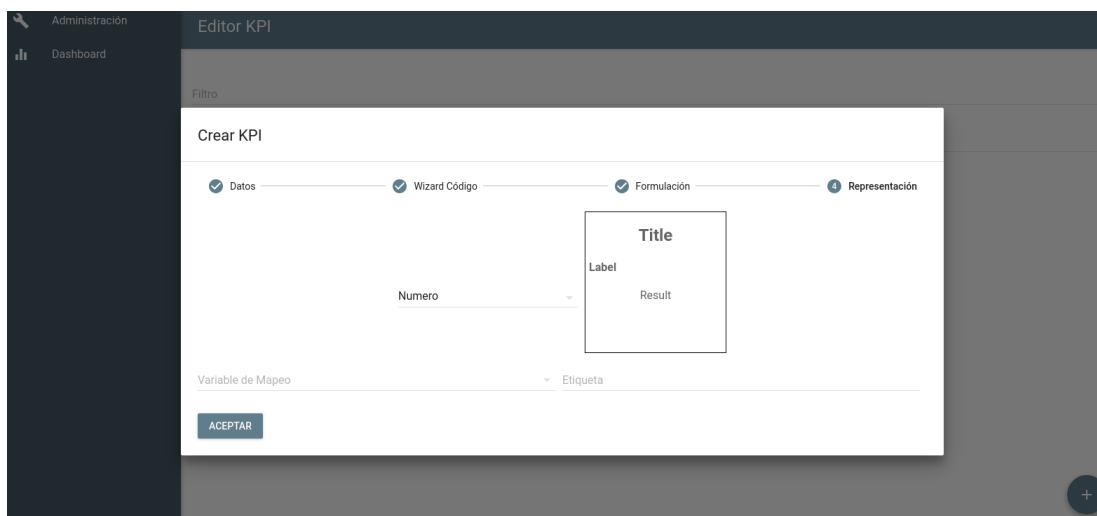 Administración
Editor KPI
Dashboard
Filtro
Crear KPI
Datos
Wizard Código
Formulación
4 Representación
Title
Label
Numero
Result
Variable de Mapeo
Etiqueta
ACEPTAR
+